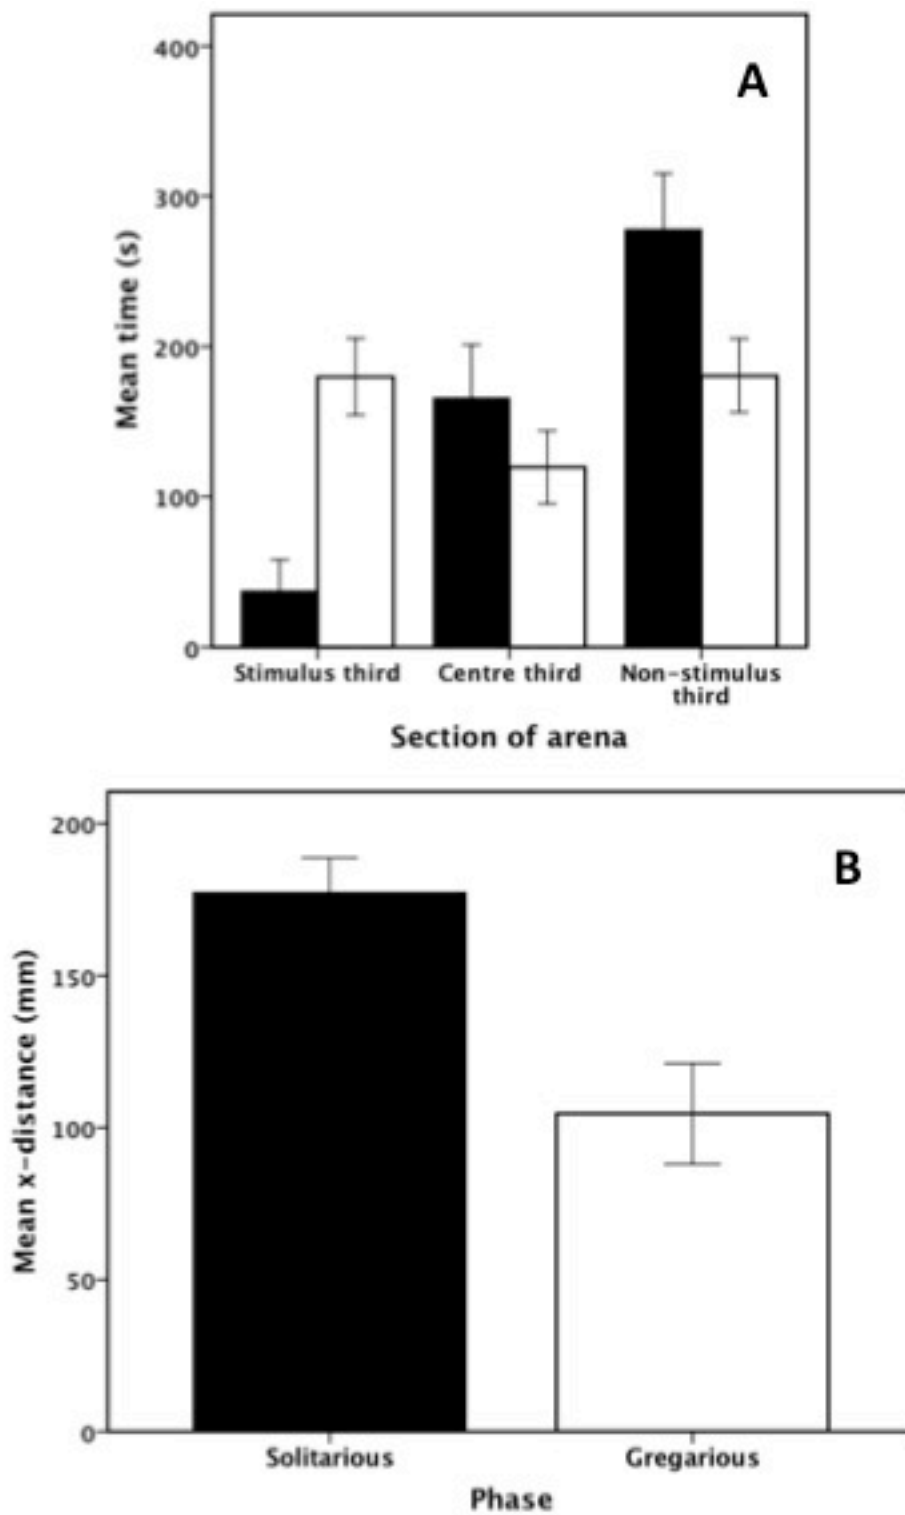 A
400
300
200
100
0
Mean time (s)
Stimulus third Centre third Non-stimulus
third
Section of arena
B
200
150
100
50
0
Mean x-distance (mm)
Solitarious Gregarious
Phase